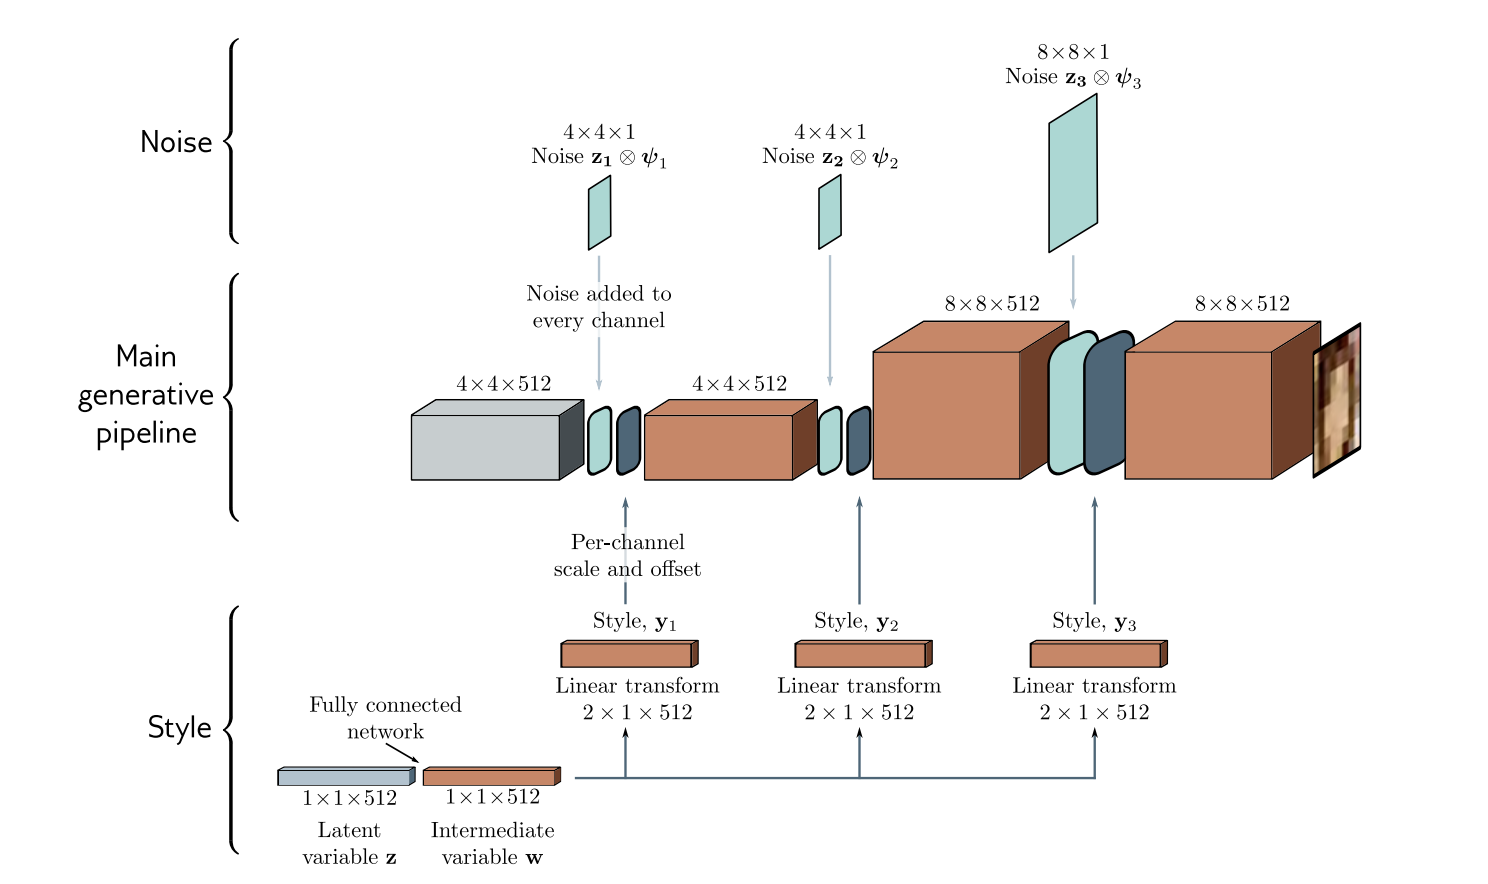 8×8×1
Noise z₃ ⊗ ψ₃
4×4×1
Noise z₁ ⊗ ψ₁
4×4×1
Noise z₂ ⊗ ψ₂
Noise
Noise added to
every channel
8×8×512
8×8×512
Main
generative
pipeline
4×4×512
4×4×512
Per-channel
scale and offset
Style, y₁
Style, y₂
Style, y₃
Linear transform
2 × 1 × 512
Linear transform
2 × 1 × 512
Linear transform
2 × 1 × 512
Style
Fully connected
network
1×1×512
1×1×512
Latent
variable z
Intermediate
variable w